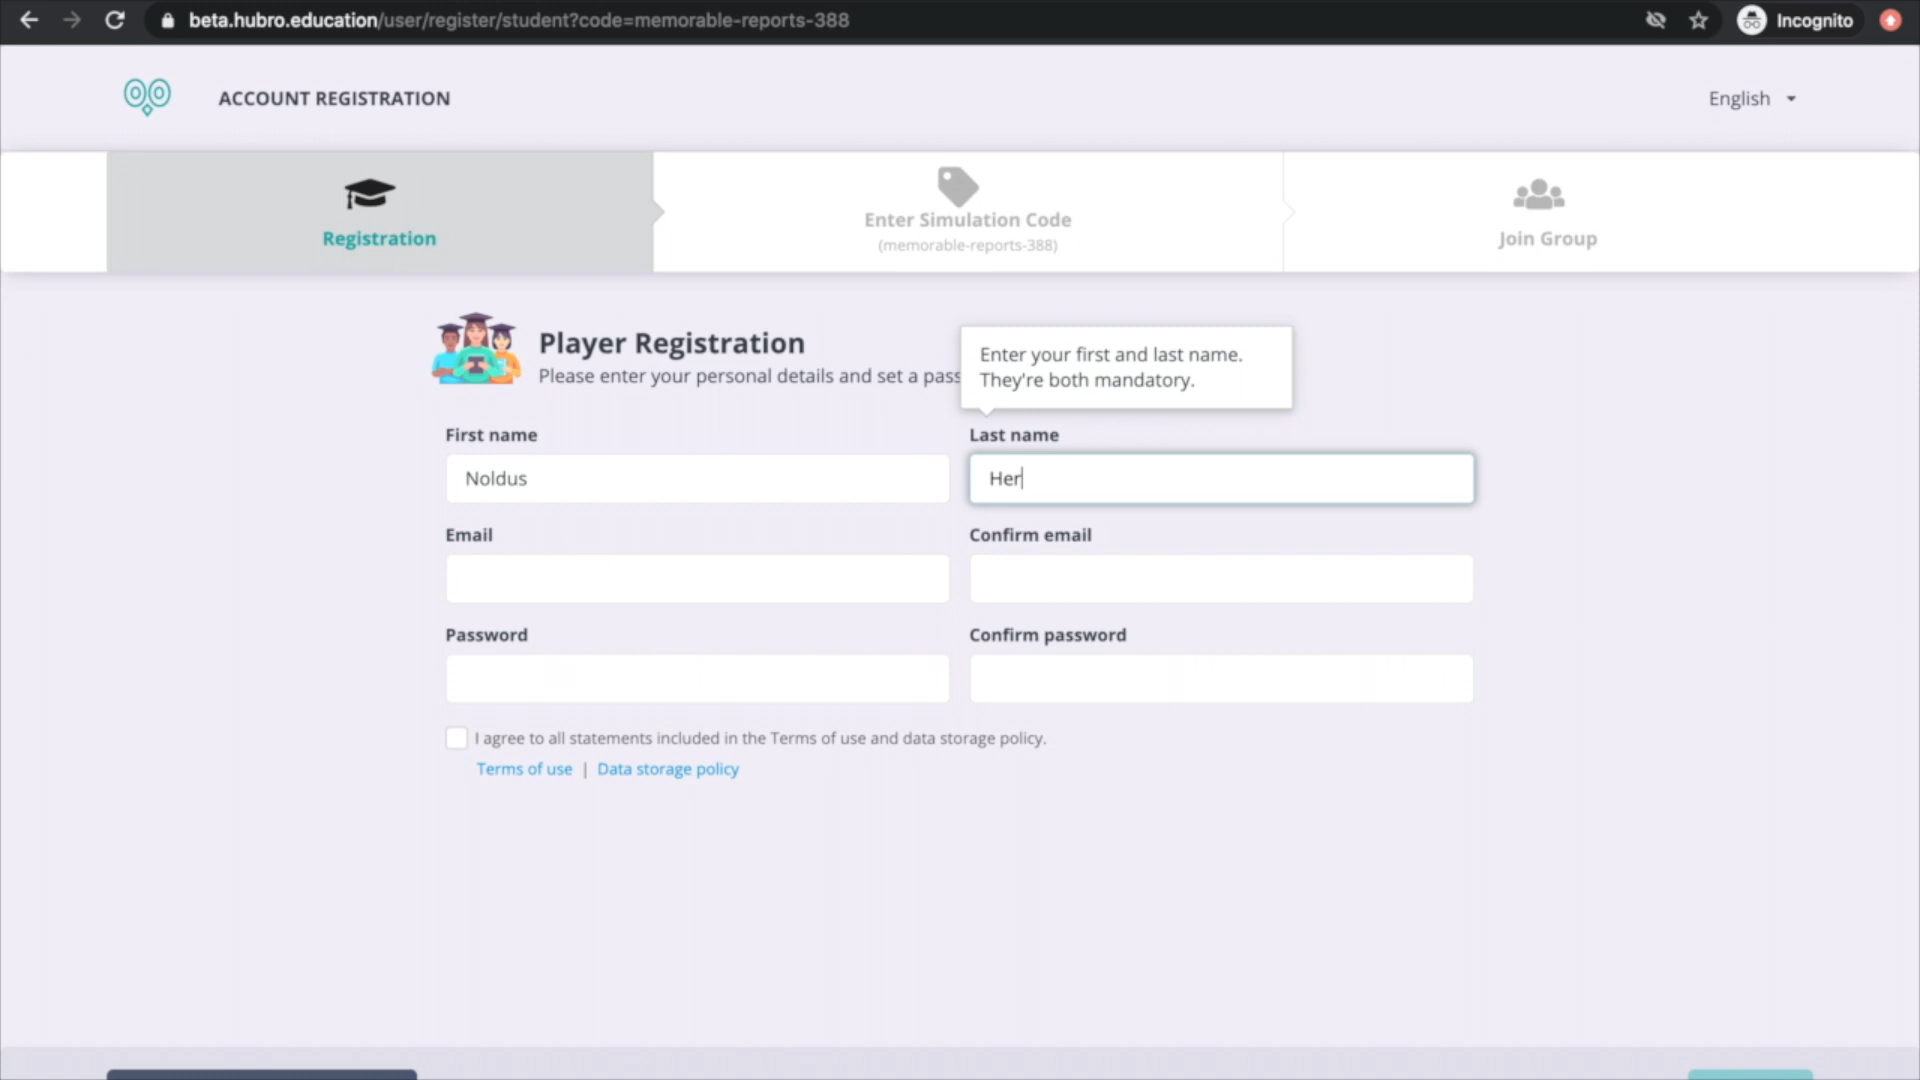 beta.hubro.education/user/register/student?code=memorable-reports-388
Incognito
ACCOUNT REGISTRATION
English
Registration
Enter Simulation Code
(memorable-reports-388)
Join Group
Player Registration
Please enter your personal details and set a pass
Enter your first and last name.
They're both mandatory.
First name
Last name
Noldus
Her
Email
Confirm email
Password
Confirm password
I agree to all statements included in the Terms of use and data storage policy.
Terms of use | Data storage policy